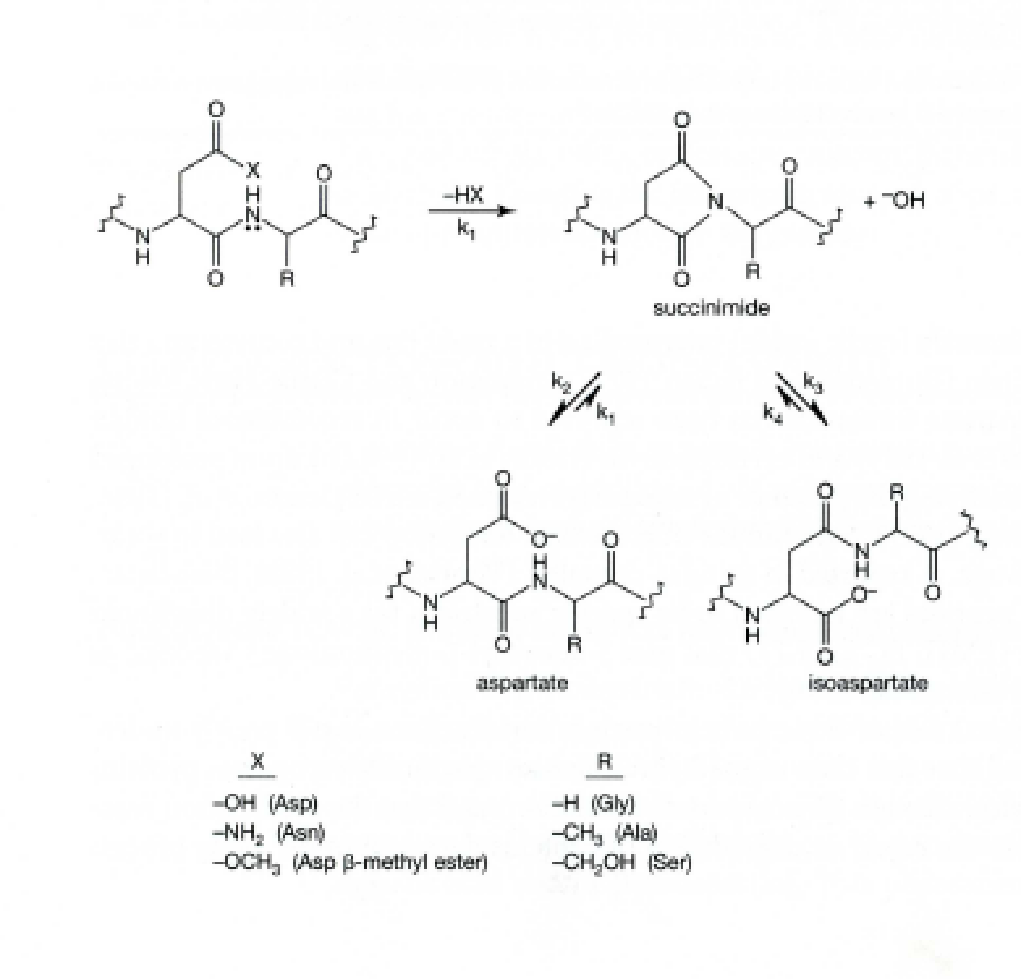 O
X
O
H
N
N
H
O
R
–HX
k₁
O
O
N
N
H
O
R
+ ⁻OH
succinimide
k₂
k₁
k₃
k₄
O
O⁻
O
H
N
N
H
O
R
aspartate
O
R
N
H
O⁻
O
N
H
O
isoaspartate
X
R
–OH (Asp)
–H (Gly)
–NH₂ (Asn)
–CH₃ (Ala)
–OCH₃ (Asp β-methyl ester)
–CH₂OH (Ser)